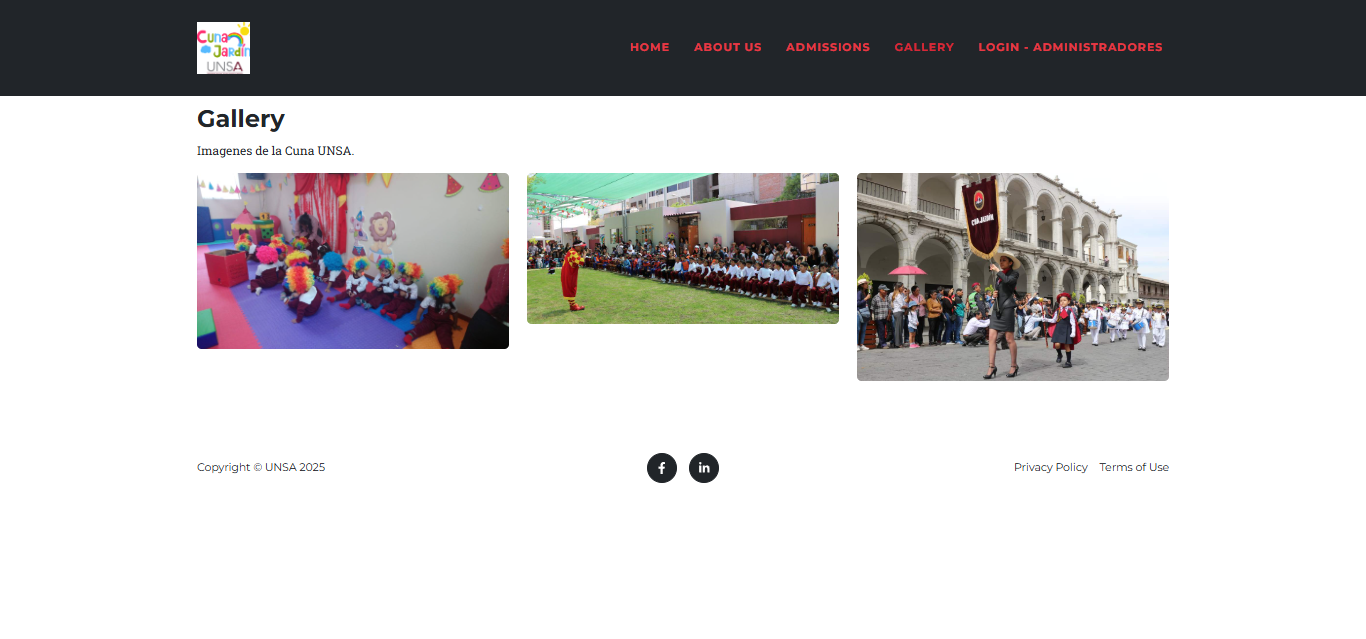 Cuna
Jardín
UNSA
HOME ABOUT US ADMISSIONS GALLERY LOGIN - ADMINISTRADORES
Gallery
Imagenes de la Cuna UNSA.
Copyright © UNSA 2025
f in
Privacy Policy Terms of Use